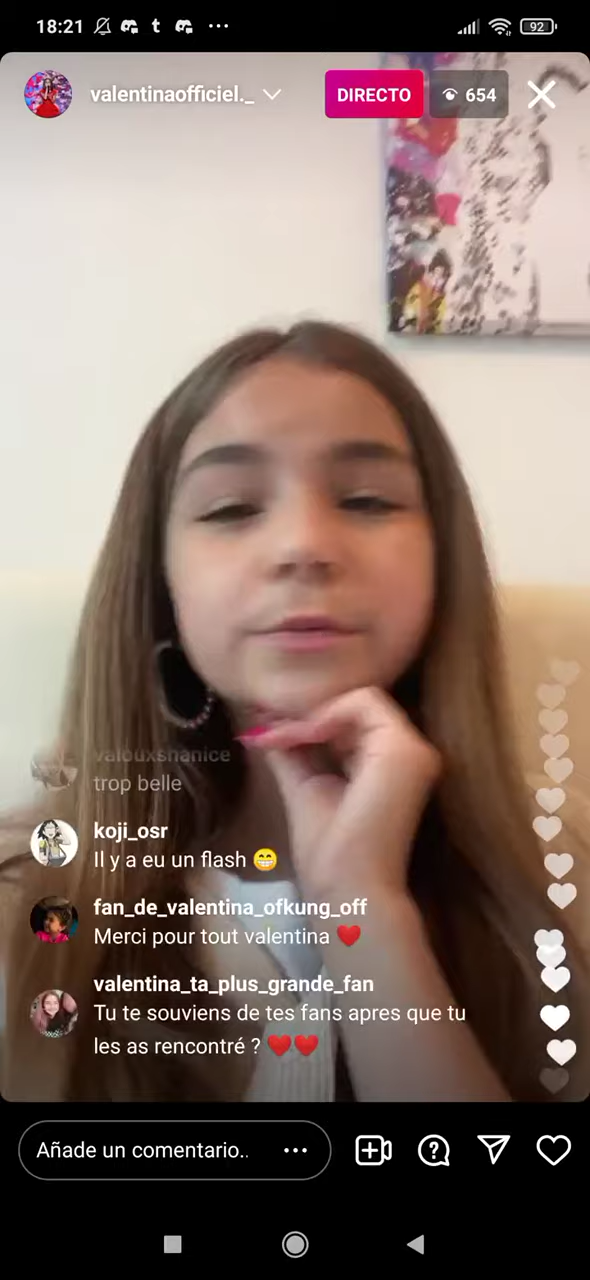 18:21 t ... 92
valentinaofficiel._ DIRECTO 654
valouxshanice
trop belle
koji_osr
Il y a eu un flash 😁
fan_de_valentina_ofkung_off
Merci pour tout valentina ❤️
valentina_ta_plus_grande_fan
Tu te souviens de tes fans apres que tu
les as rencontré ? ❤️❤️
Añade un comentario.. ...